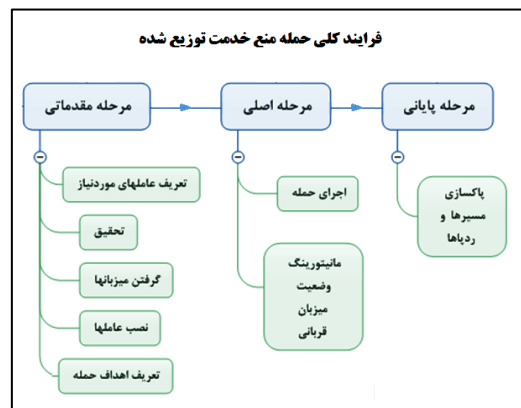 فرایند کلی حمله منع خدمت توزیع شده
مرحله مقدماتی
مرحله اصلی
مرحله پایانی
تعریف عاملهای موردنیاز
تحقیق
گرفتن میزبانها
نصب عاملها
تعریف اهداف حمله
اجرای حمله
مانیتورینگ
وضعیت
میزبان
قربانی
پاکسازی
مسیرها و
ردپاها